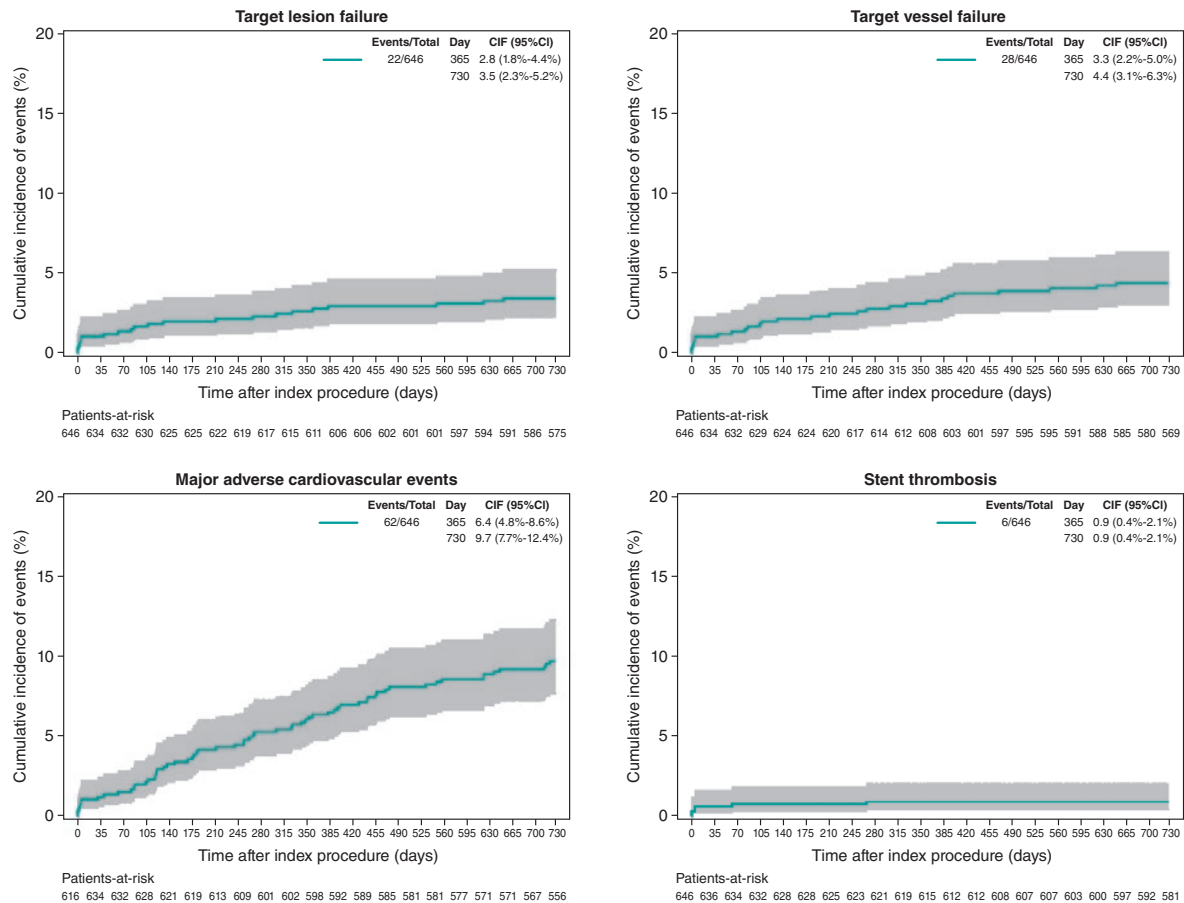 Target lesion failure
Cumulative incidence of events (%)
20
15
10
5
0
Events/Total Day CIF (95%CI)
22/646 365 2.8 (1.8%-4.4%)
730 3.5 (2.3%-5.2%)
0 35 70 105 140 175 210 245 280 315 350 385 420 455 490 525 560 595 630 665 700 730
Time after index procedure (days)
Patients-at-risk
646 634 632 630 625 625 622 619 617 615 611 606 606 602 601 601 597 594 591 586 575
Target vessel failure
Cumulative incidence of events (%)
20
15
10
5
0
Events/Total Day CIF (95%CI)
28/646 365 3.3 (2.2%-5.0%)
730 4.4 (3.1%-6.3%)
0 35 70 105 140 175 210 245 280 315 350 385 420 455 490 525 560 595 630 665 700 730
Time after index procedure (days)
Patients-at-risk
646 634 632 629 624 624 620 617 614 612 608 603 601 597 595 595 591 588 585 580 569
Major adverse cardiovascular events
Cumulative incidence of events (%)
20
15
10
5
0
Events/Total Day CIF (95%CI)
62/646 365 6.4 (4.8%-8.6%)
730 9.7 (7.7%-12.4%)
0 35 70 105 140 175 210 245 280 315 350 385 420 455 490 525 560 595 630 665 700 730
Time after index procedure (days)
Patients-at-risk
616 634 632 628 621 619 613 609 601 602 598 592 589 585 581 581 577 571 571 567 556
Stent thrombosis
Cumulative incidence of events (%)
20
15
10
5
0
Events/Total Day CIF (95%CI)
6/646 365 0.9 (0.4%-2.1%)
730 0.9 (0.4%-2.1%)
0 35 70 105 140 175 210 245 280 315 350 385 420 455 490 525 560 595 630 665 700 730
Time after index procedure (days)
Patients-at-risk
646 636 634 632 628 628 625 623 621 619 615 612 612 608 607 607 603 600 597 592 581